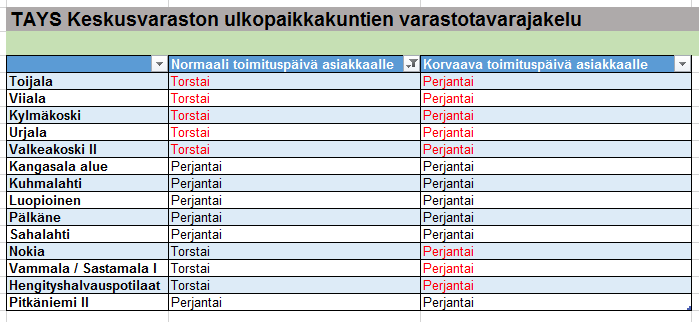 TAYS Keskusvaraston ulkopaikkakuntien varastotavarajakelu
Normaali toimituspäivä asiakkaalle Korvaava toimituspäivä asiakkaalle
Toijala Torstai Perjantai
Viiala Torstai Perjantai
Kylmäkoski Torstai Perjantai
Urjala Torstai Perjantai
Valkeakoski II Torstai Perjantai
Kangasala alue Perjantai Perjantai
Kuhmalahti Perjantai Perjantai
Luopioinen Perjantai Perjantai
Pälkäne Perjantai Perjantai
Sahalahti Perjantai Perjantai
Nokia Torstai Perjantai
Vammala / Sastamala I Torstai Perjantai
Hengityshalvauspotilaat Torstai Perjantai
Pitkäniemi II Perjantai Perjantai